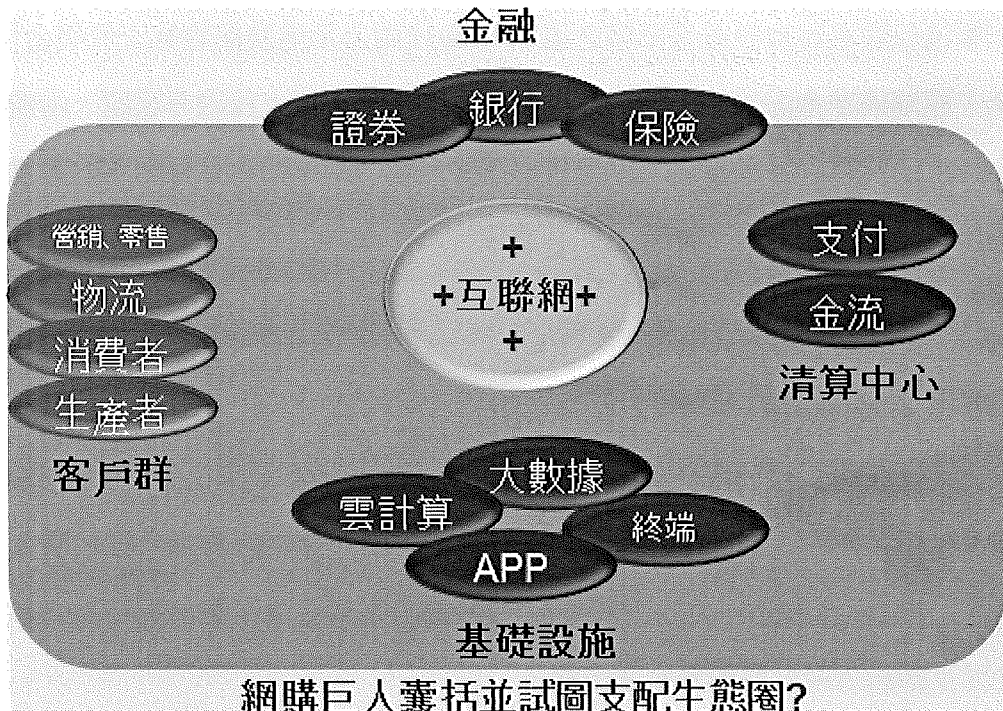 金融
證券
銀行
保險
營銷、零售
物流
消費者
生產者
客戶群
+
+互聯網+
+
支付
金流
清算中心
大數據
雲計算
終端
APP
基礎設施
網購巨人囊括並試圖支配生態圈?